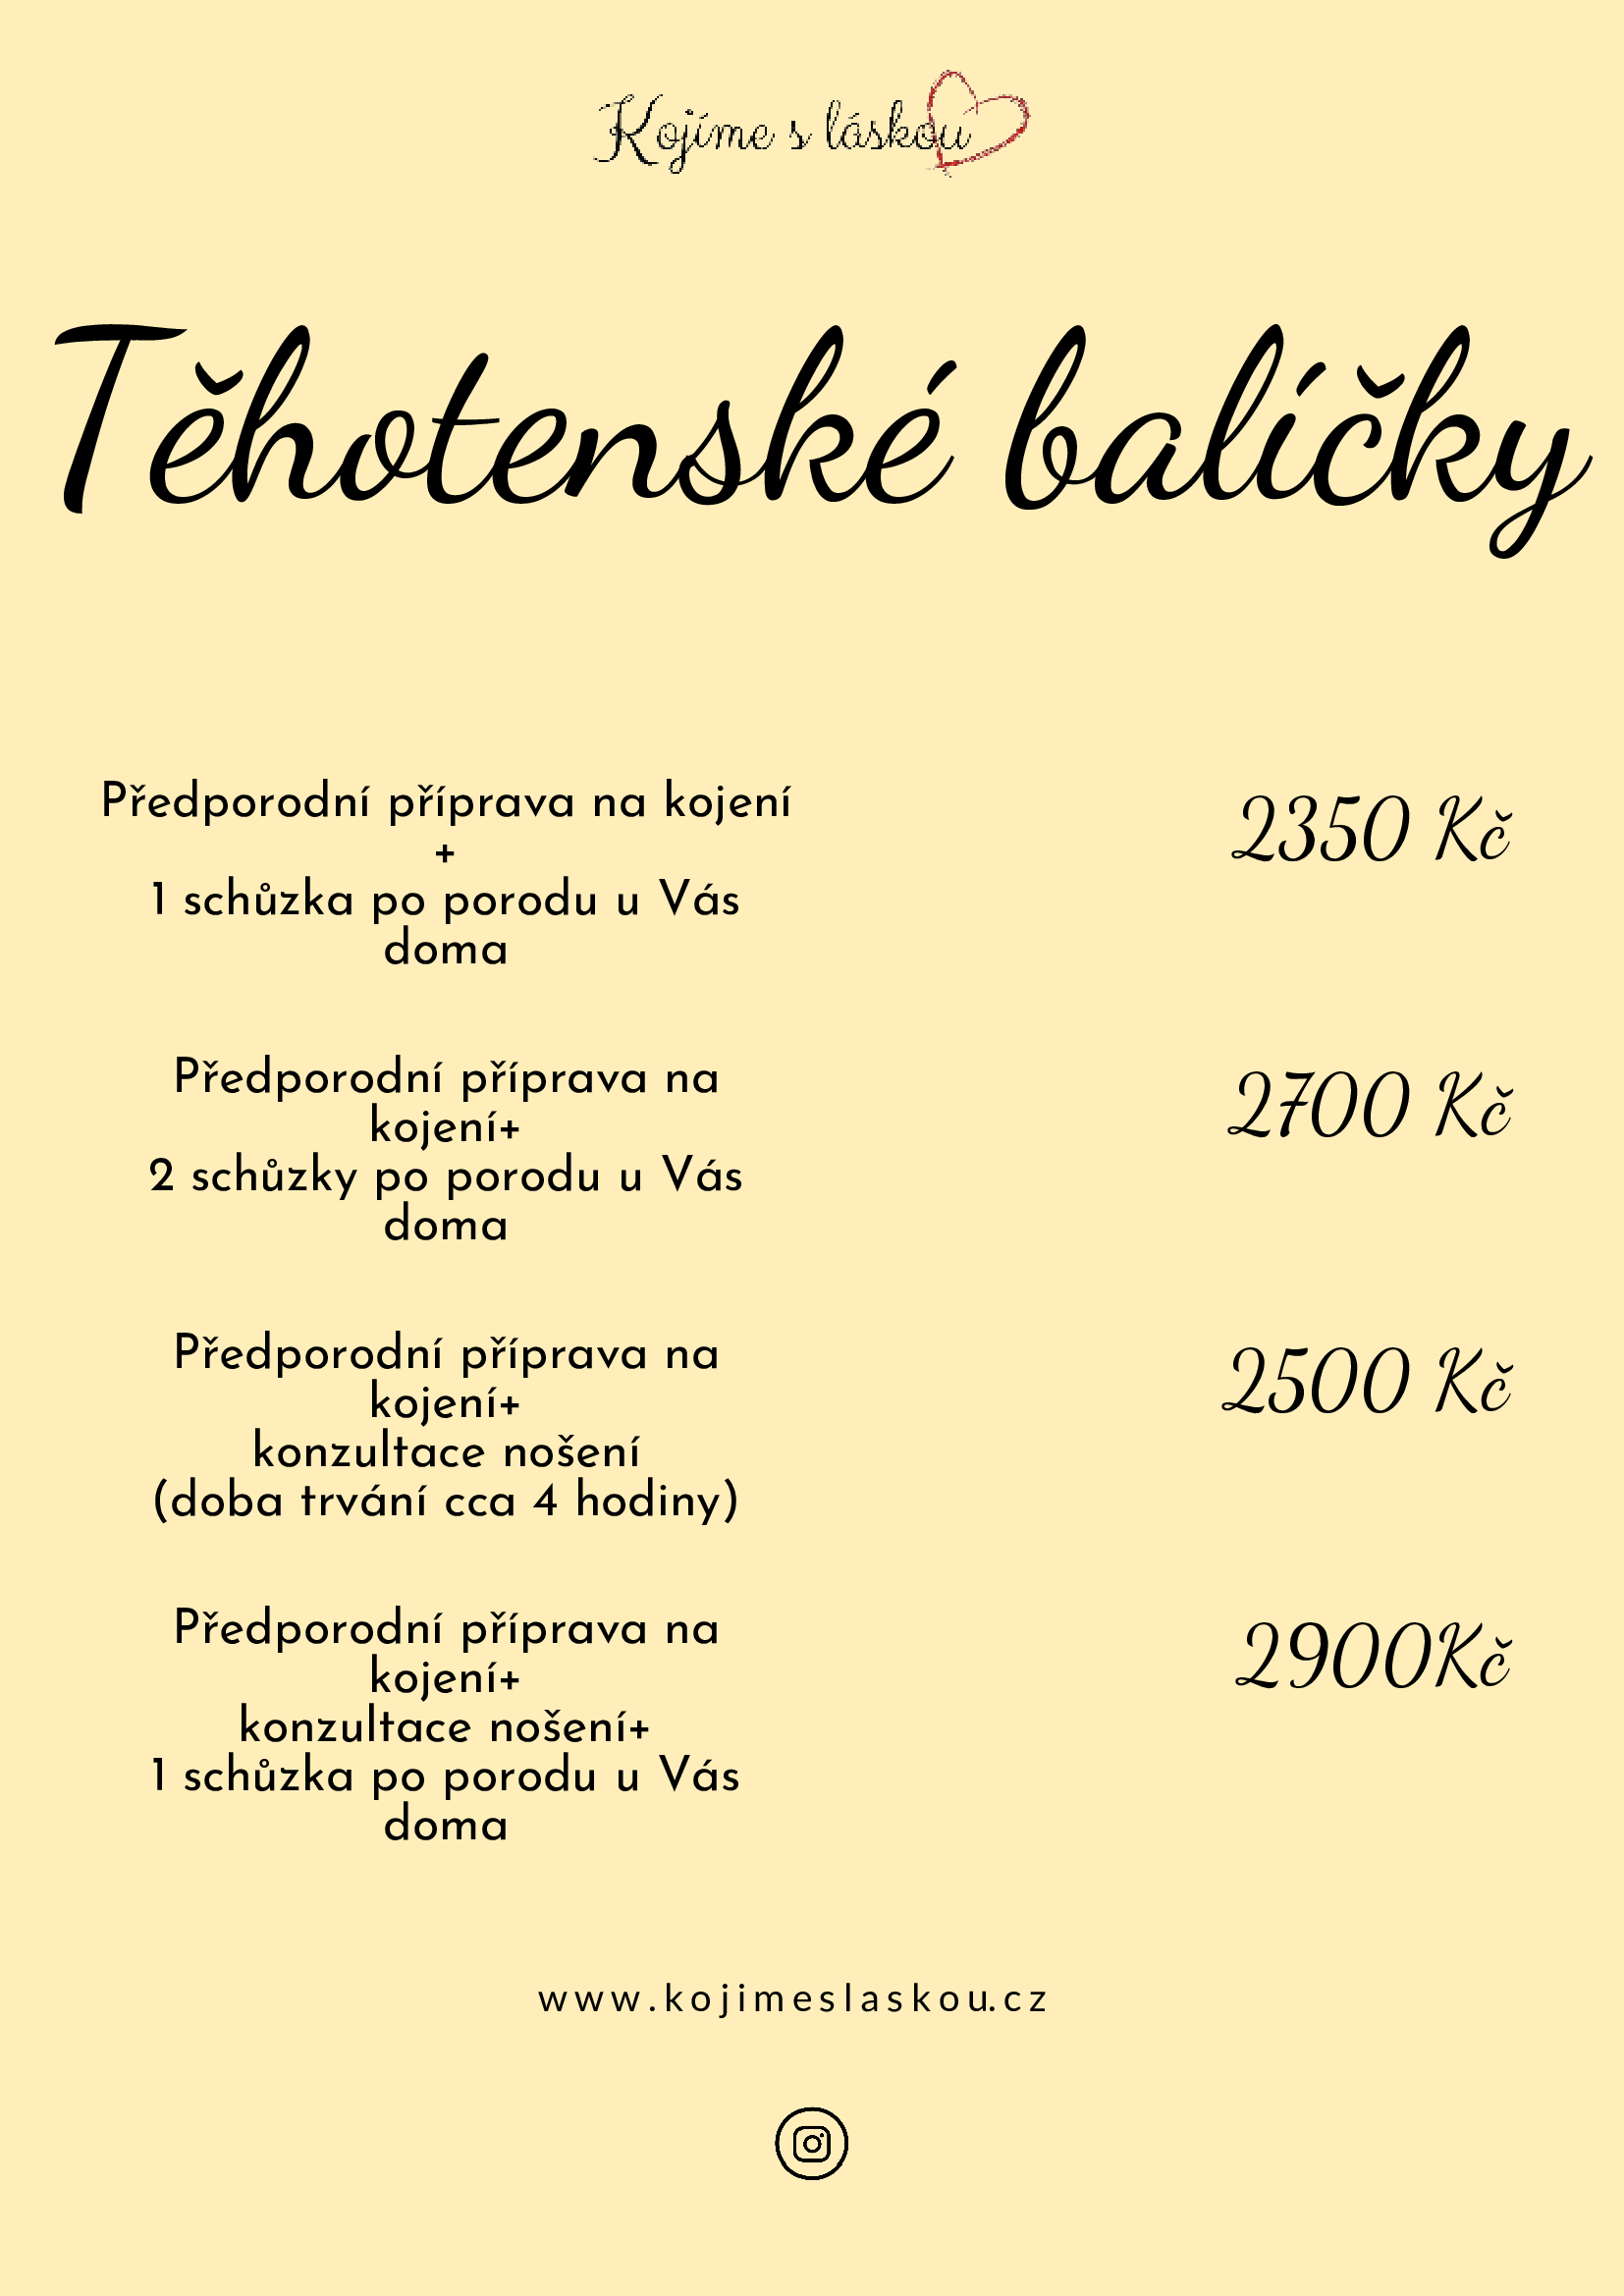 Kojíme s láskou
Těhotenské balíčky
Předporodní příprava na kojení
+
1 schůzka po porodu u Vás
doma
2350 Kč
Předporodní příprava na
kojení+
2 schůzky po porodu u Vás
doma
2700 Kč
Předporodní příprava na
kojení+
konzultace nošení
(doba trvání cca 4 hodiny)
2500 Kč
Předporodní příprava na
kojení+
konzultace nošení+
1 schůzka po porodu u Vás
doma
2900Kč
www.kojimeslaskou.cz